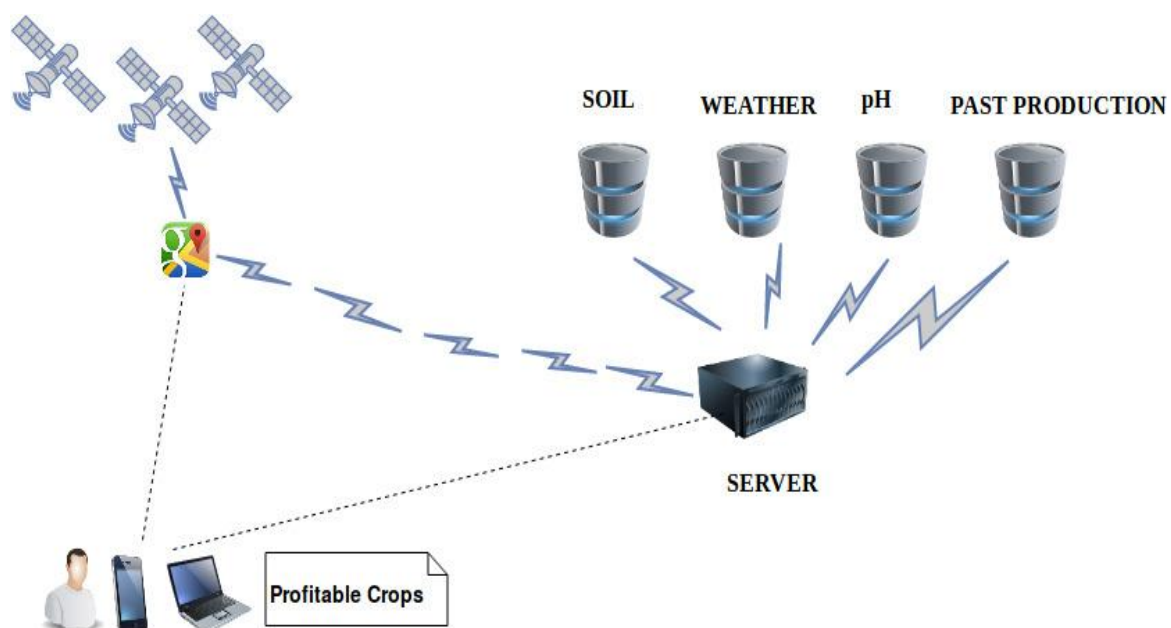 SOIL
WEATHER
pH
PAST PRODUCTION
SERVER
Profitable Crops